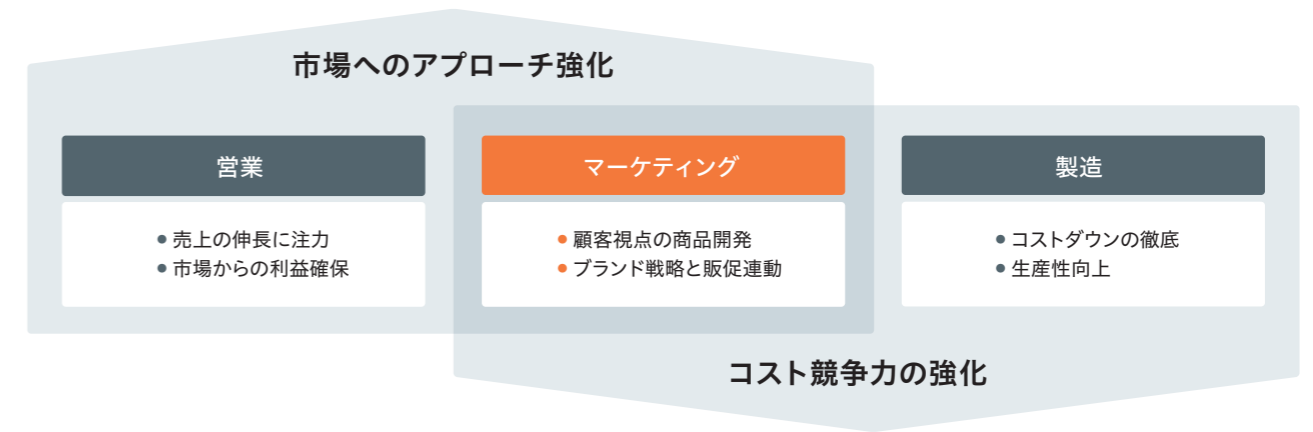 市場へのアプローチ強化
営業
● 売上の伸長に注力
● 市場からの利益確保
マーケティング
● 顧客視点の商品開発
● ブランド戦略と販促連動
製造
● コストダウンの徹底
● 生産性向上
コスト競争力の強化